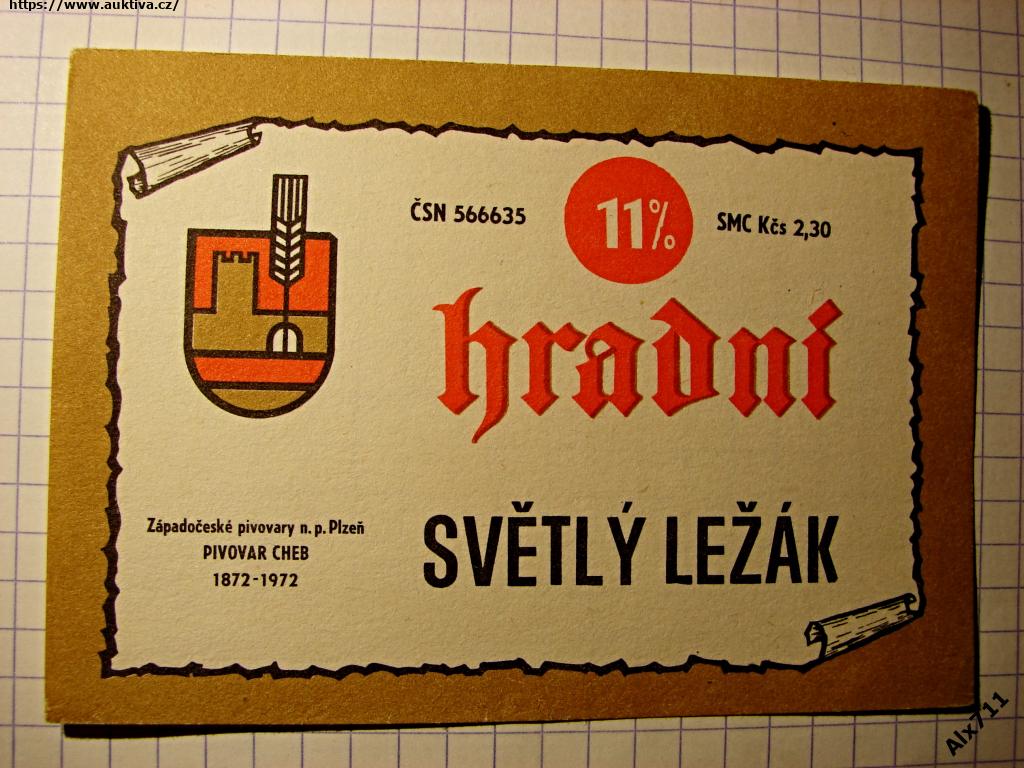 https://www.auktiva.cz/
ČSN 566635
11%
SMC Kčs 2,30
hradní
SVĚTLÝ LEŽÁK
Západočeské pivovary n. p. Plzeň
PIVOVAR CHEB
1872-1972
Alx711